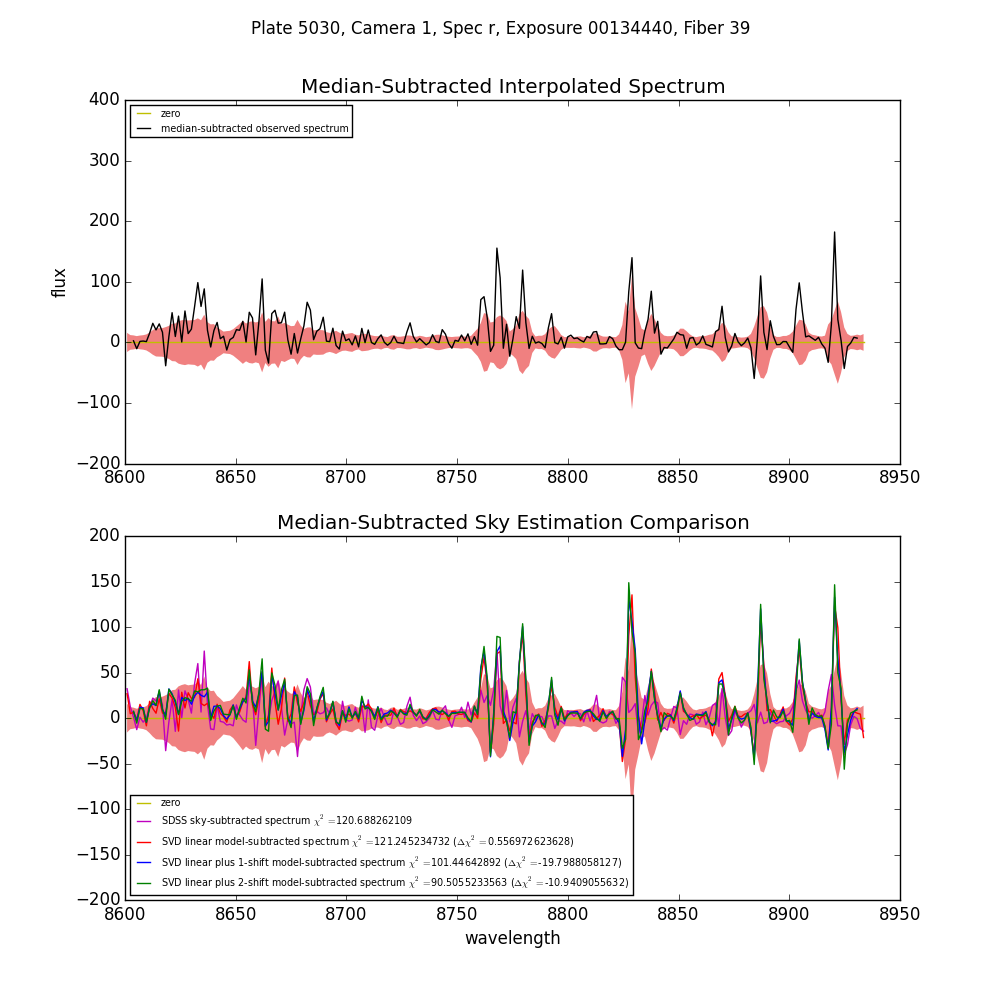 Plate 5030, Camera 1, Spec r, Exposure 00134440, Fiber 39
Median-Subtracted Interpolated Spectrum
400
300
200
100
0
−100
−200
flux
zero
median-subtracted observed spectrum
8600 8650 8700 8750 8800 8850 8900 8950
Median-Subtracted Sky Estimation Comparison
200
150
100
50
0
−50
−100
−150
−200
zero
SDSS sky-subtracted spectrum χ² =120.688262109
SVD linear model-subtracted spectrum χ² =121.245234732 (Δχ² =0.556972623628)
SVD linear plus 1-shift model-subtracted spectrum χ² =101.44642892 (Δχ² =-19.7988058127)
SVD linear plus 2-shift model-subtracted spectrum χ² =90.5055233563 (Δχ² =-10.9409055632)
8600 8650 8700 8750 8800 8850 8900 8950
wavelength